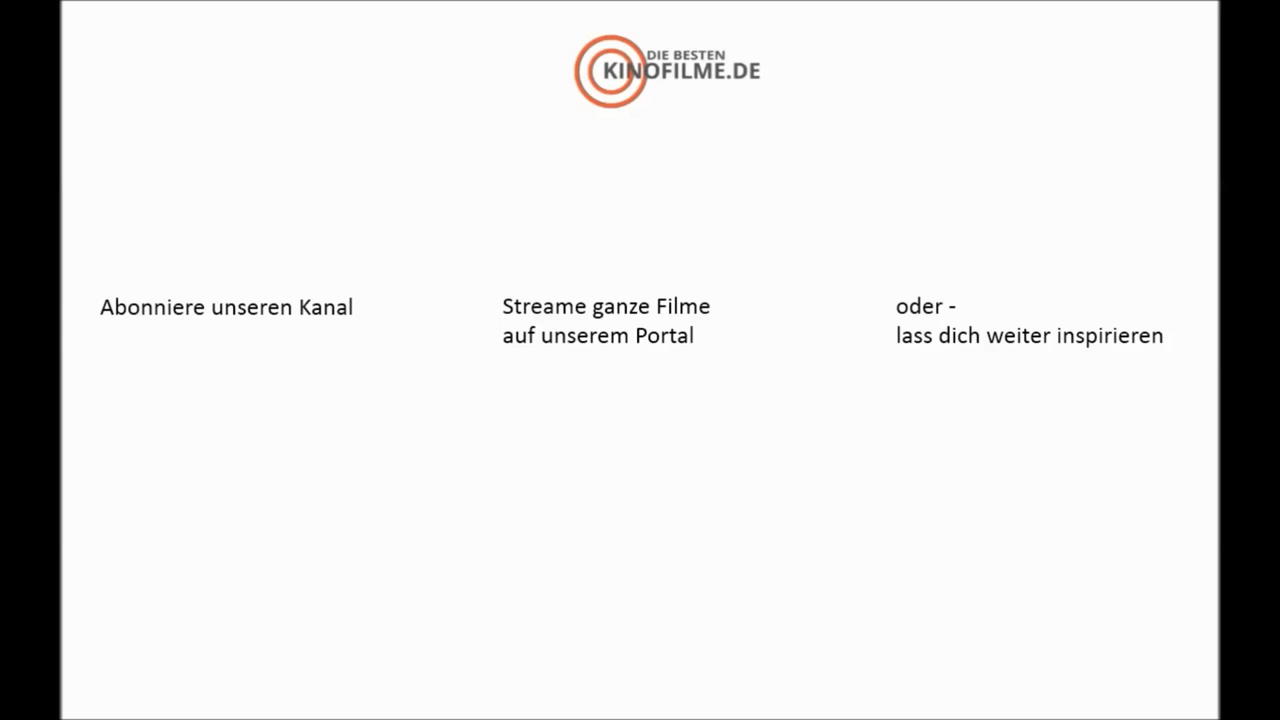 DIE BESTEN
KINOFILME.DE
Abonniere unseren Kanal
Streame ganze Filme
auf unserem Portal
oder -
lass dich weiter inspirieren